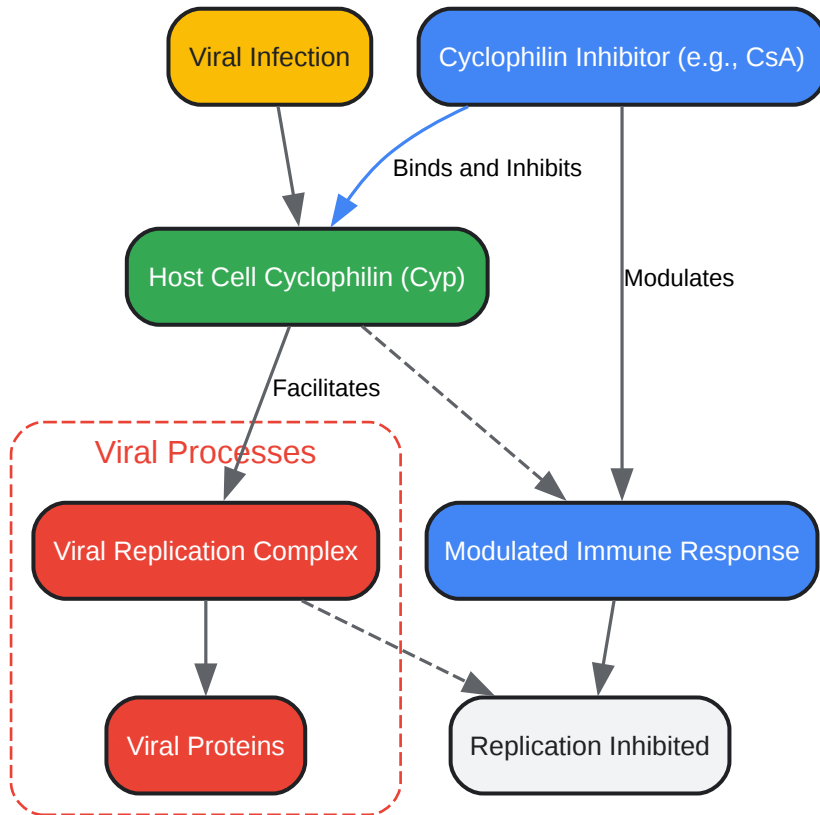 Viral Infection
Cyclophilin Inhibitor (e.g., CsA)
Binds and Inhibits
Host Cell Cyclophilin (Cyp)
Modulates
Facilitates
Viral Processes
Viral Replication Complex
Modulated Immune Response
Viral Proteins
Replication Inhibited